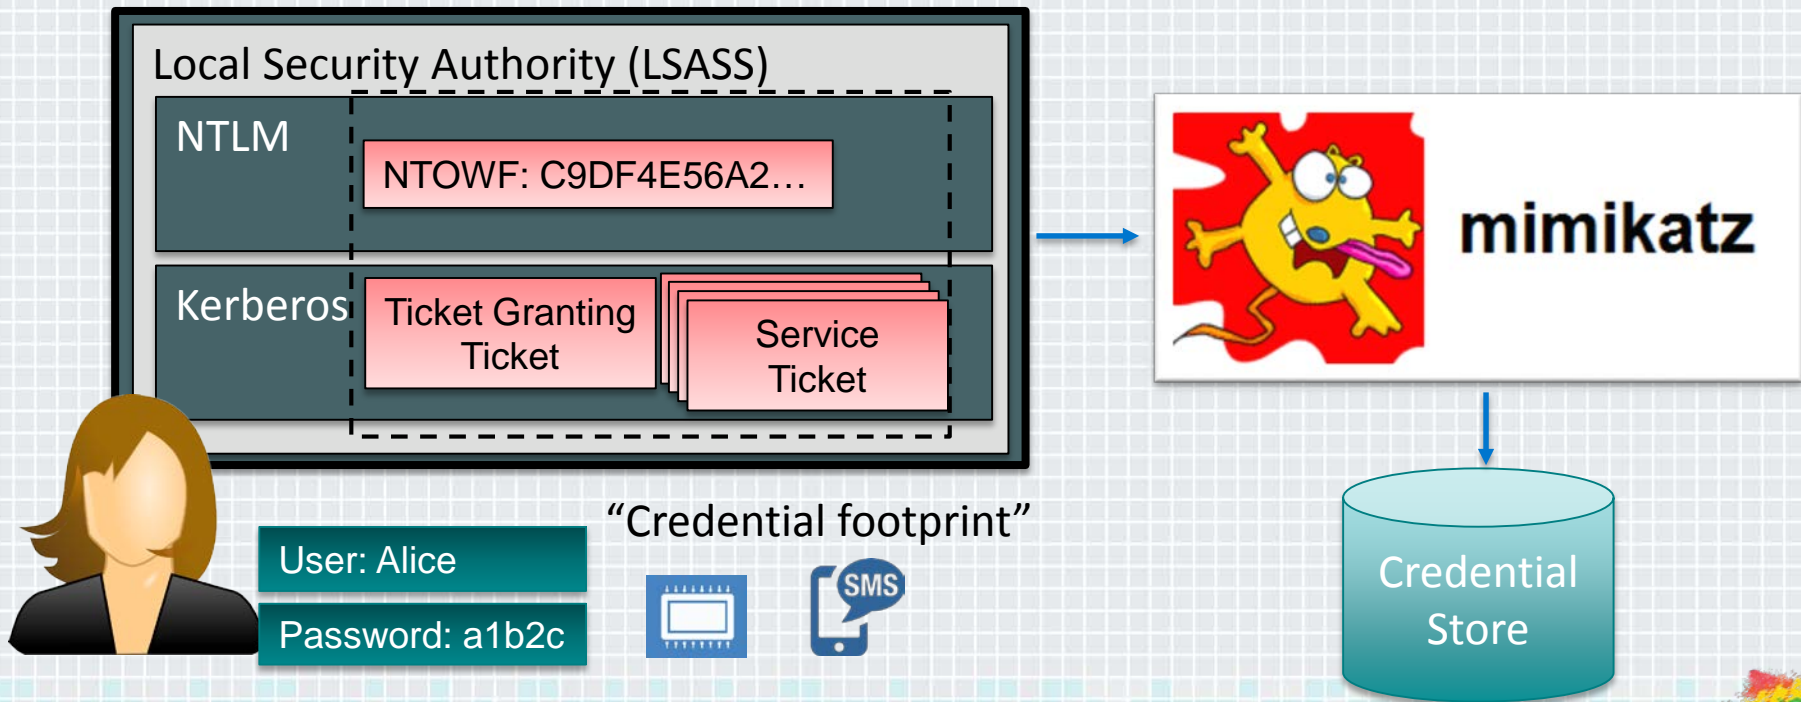 Local Security Authority (LSASS)
NTLM
NTOWF: C9DF4E56A2…
Kerberos
Ticket Granting
Ticket
Service
Ticket
mimikatz
"Credential footprint"
User: Alice
SMS
Password: a1b2c
Credential
Store